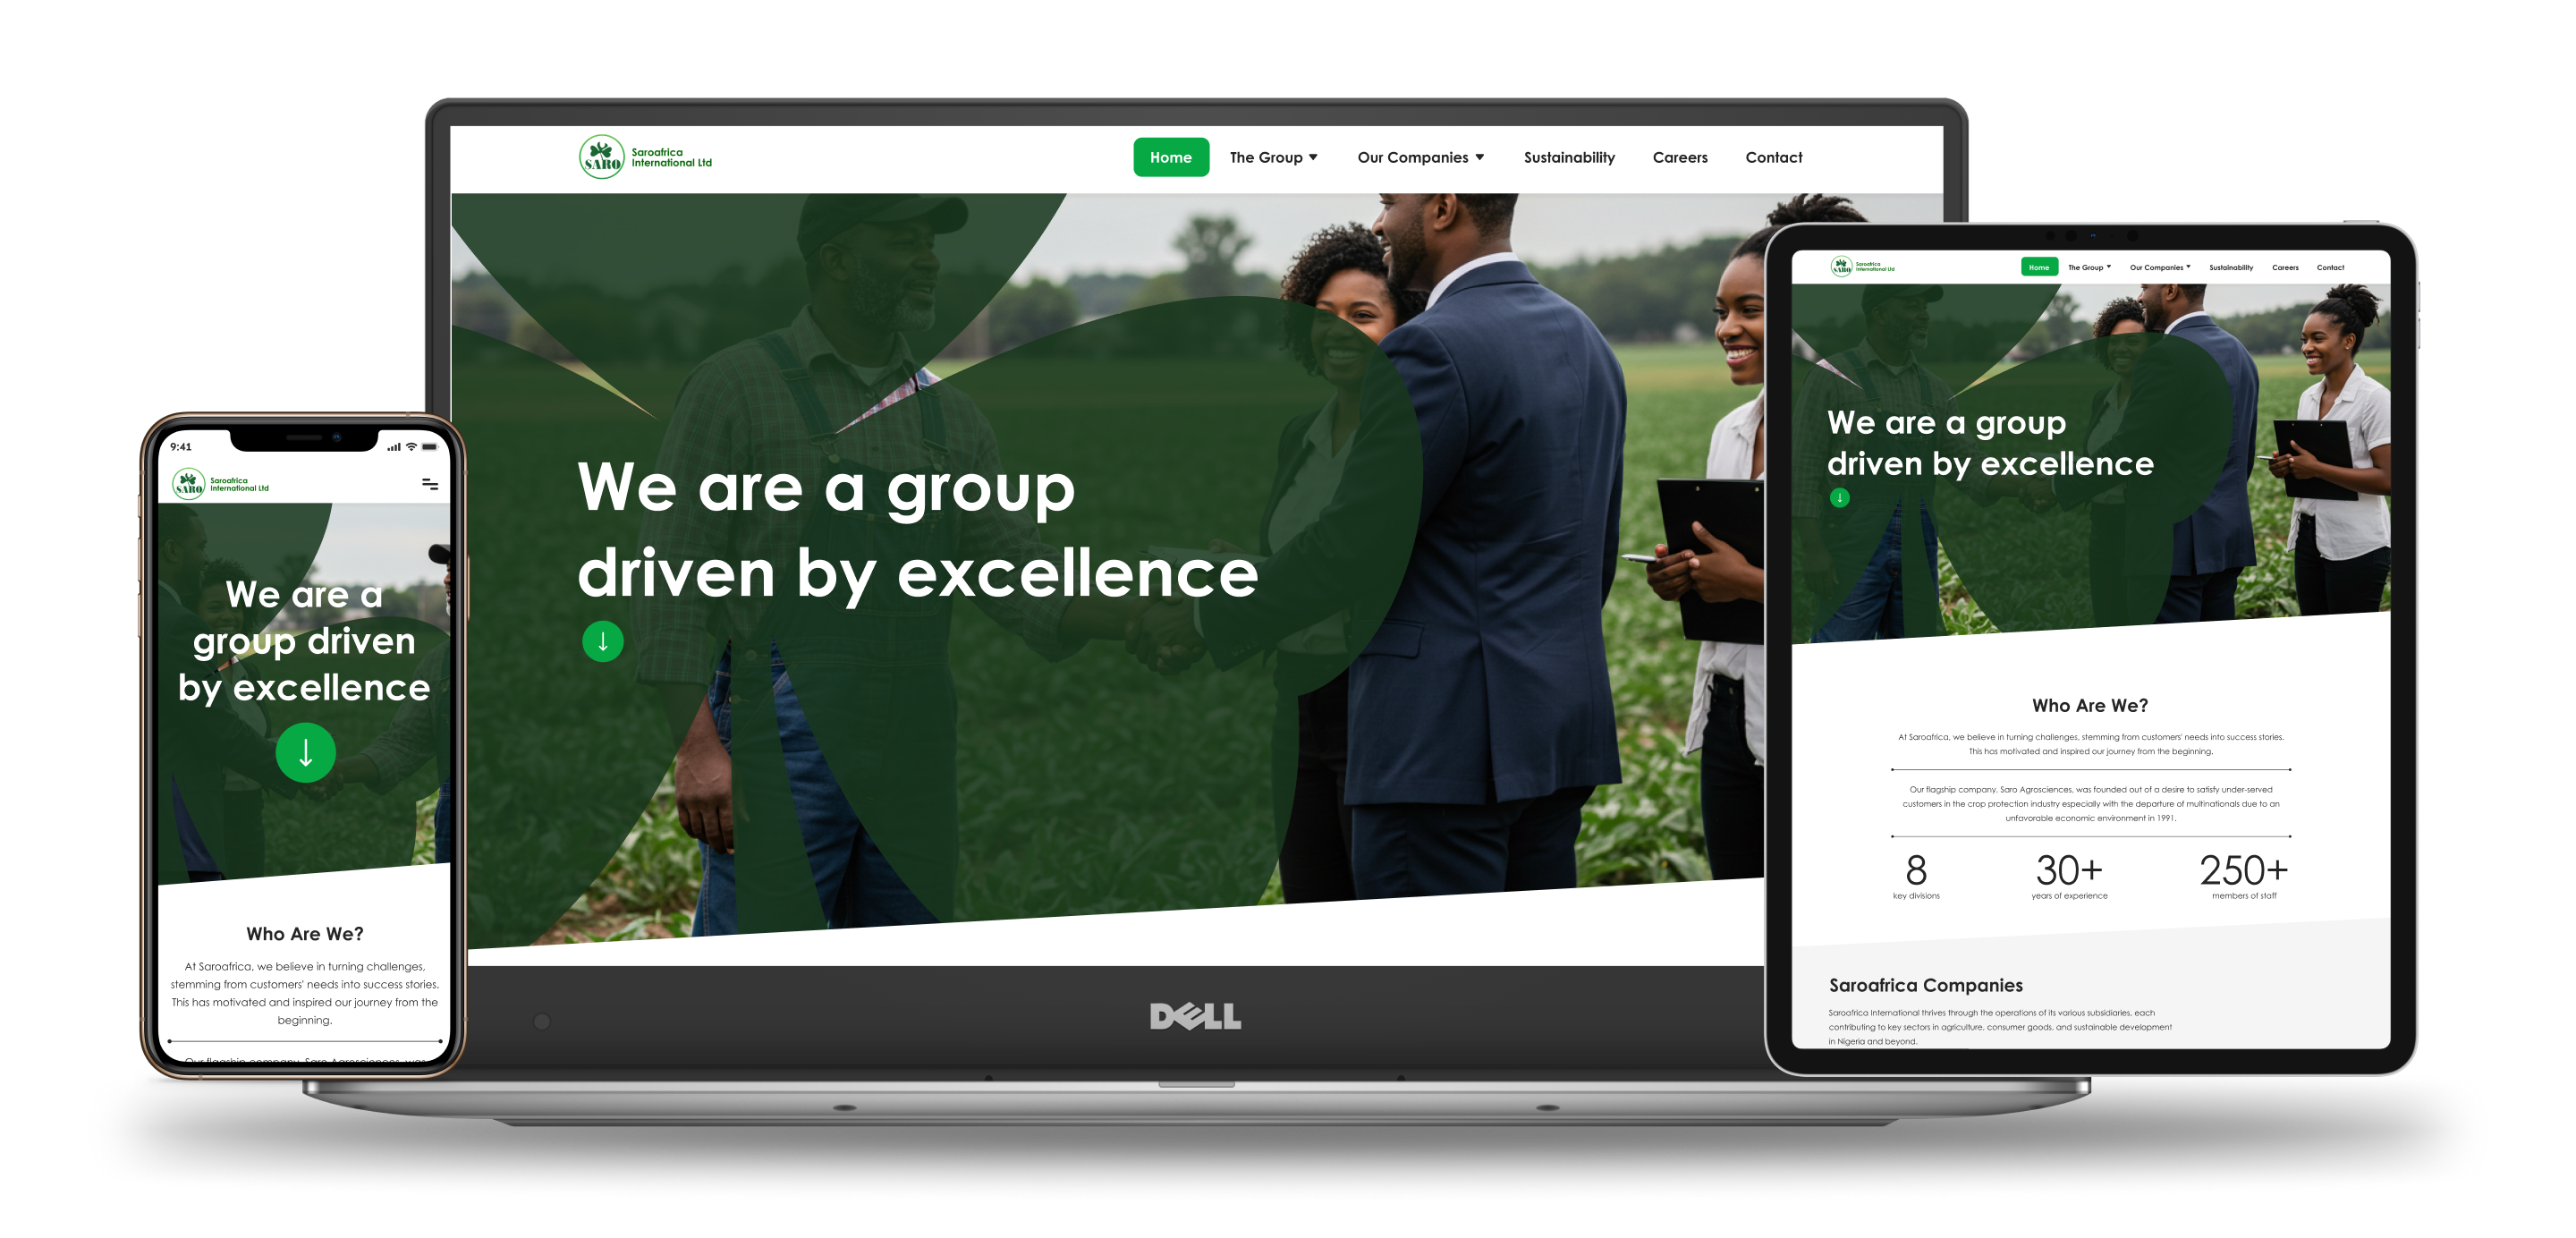 SARO
Saroafrica
International Ltd
Home
The Group
Our Companies
Sustainability
Careers
Contact
We are a group
driven by excellence
DELL
9:41
SARO
Saroafrica
International Ltd
We are a
group driven
by excellence
Who Are We?
At Saroafrica, we believe in turning challenges,
stemming from customers' needs into success stories.
This has motivated and inspired our journey from the
beginning.
Our flagship company, Saro Agrosciences, was
SARO
Saroafrica
International Ltd
Home
The Group
Our Companies
Sustainability
Careers
Contact
We are a group
driven by excellence
Who Are We?
At Saroafrica, we believe in turning challenges, stemming from customers' needs into success stories.
This has motivated and inspired our journey from the beginning.
Our flagship company, Saro Agrosciences, was founded out of a desire to satisfy under-served
customers in the crop protection industry especially with the departure of multinationals due to an
unfavorable economic environment in 1991.
8
key divisions
30+
years of experience
250+
members of staff
Saroafrica Companies
Saroafrica International thrives through the operations of its various subsidiaries, each
contributing to key sectors in agriculture, consumer goods, and sustainable development
in Nigeria and beyond.